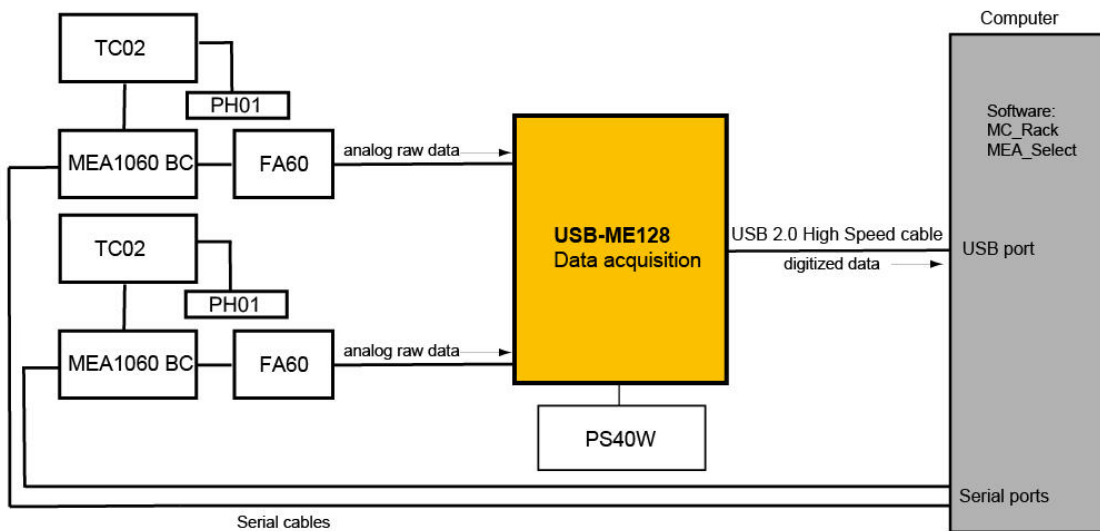 Computer
TC02
PH01
Software:
MC_Rack
MEA_Select
MEA1060 BC
FA60
analog raw data
TC02
USB-ME128
Data acquisition
USB 2.0 High Speed cable
digitized data
USB port
PH01
MEA1060 BC
FA60
analog raw data
PS40W
Serial ports
Serial cables